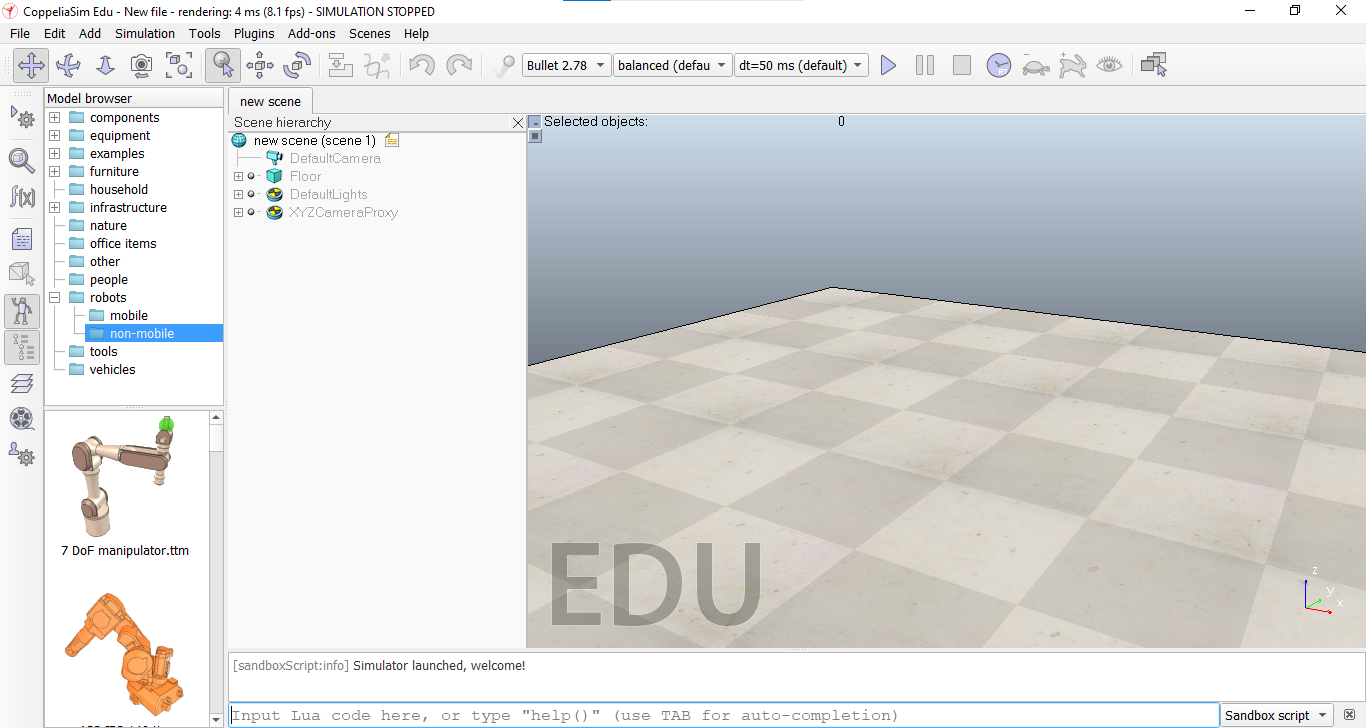 CoppeliaSim Edu - New file - rendering: 4 ms (8.1 fps) - SIMULATION STOPPED
File Edit Add Simulation Tools Plugins Add-ons Scenes Help
Bullet 2.78 balanced (defau dt=50 ms (default)
Model browser
components
equipment
examples
furniture
household
infrastructure
nature
office items
other
people
robots
mobile
non-mobile
tools
vehicles
7 DoF manipulator.ttm
new scene
Scene hierarchy
new scene (scene 1)
DefaultCamera
Floor
DefaultLights
XYZCameraProxy
Selected objects: 0
EDU
z
y
x
[sandboxScript:info] Simulator launched, welcome!
Input Lua code here, or type "help()" (use TAB for auto-completion)
Sandbox script